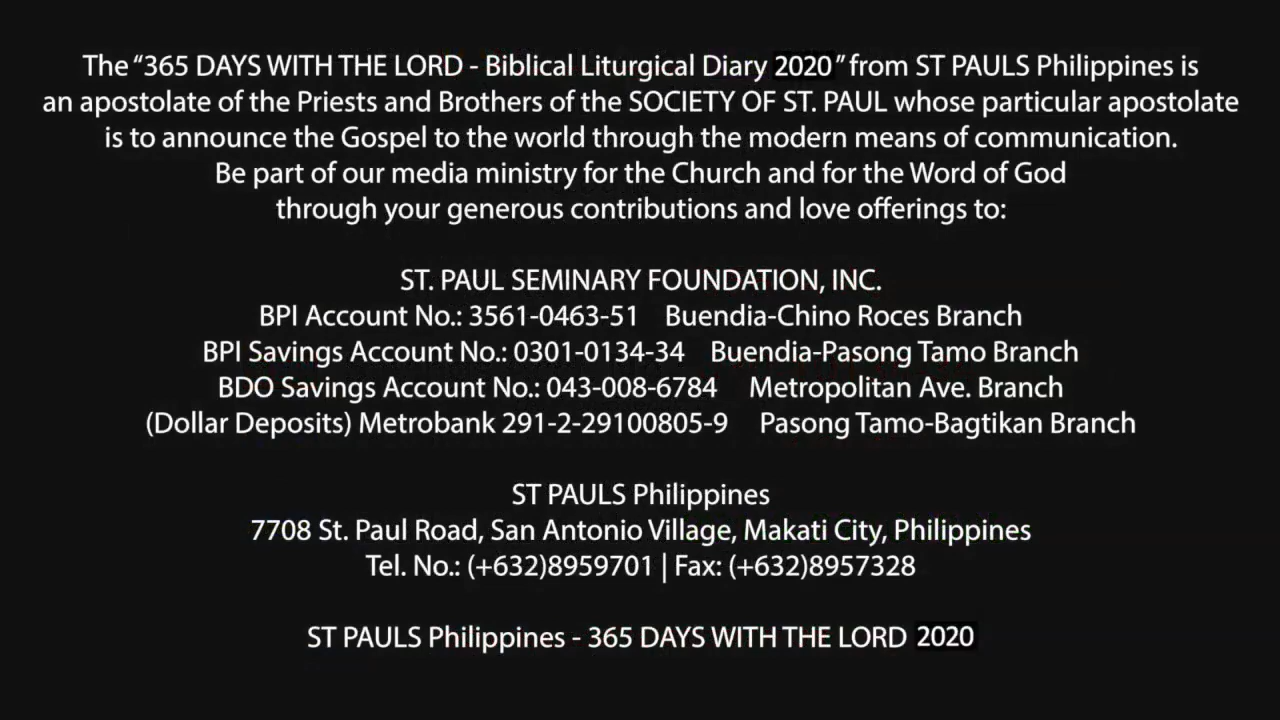 The “365 DAYS WITH THE LORD - Biblical Liturgical Diary 2020” from ST PAULS Philippines is
an apostolate of the Priests and Brothers of the SOCIETY OF ST. PAUL whose particular apostolate
is to announce the Gospel to the world through the modern means of communication.
Be part of our media ministry for the Church and for the Word of God
through your generous contributions and love offerings to:
ST. PAUL SEMINARY FOUNDATION, INC.
BPI Account No.: 3561-0463-51 Buendia-Chino Roces Branch
BPI Savings Account No.: 0301-0134-34 Buendia-Pasong Tamo Branch
BDO Savings Account No.: 043-008-6784 Metropolitan Ave. Branch
(Dollar Deposits) Metrobank 291-2-29100805-9 Pasong Tamo-Bagtikan Branch
ST PAULS Philippines
7708 St. Paul Road, San Antonio Village, Makati City, Philippines
Tel. No.: (+632)8959701 | Fax: (+632)8957328
ST PAULS Philippines - 365 DAYS WITH THE LORD 2020